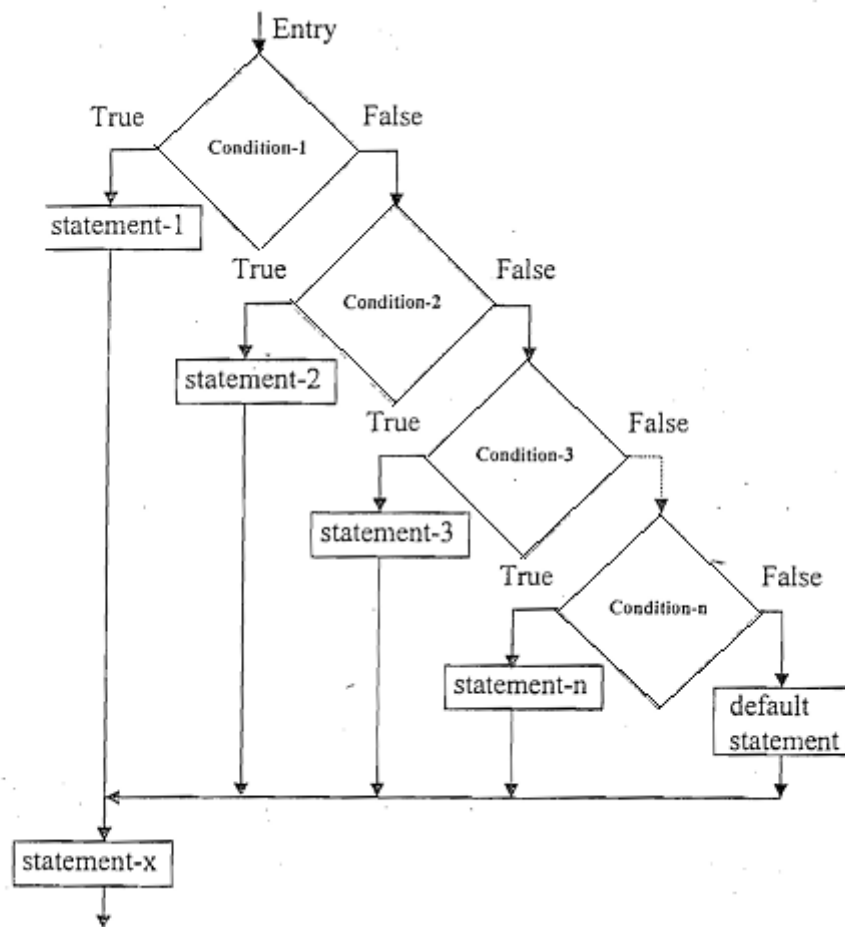 Entry
True
False
Condition-1
statement-1
True
False
Condition-2
statement-2
True
False
Condition-3
statement-3
True
False
Condition-n
statement-n
default
statement
statement-x